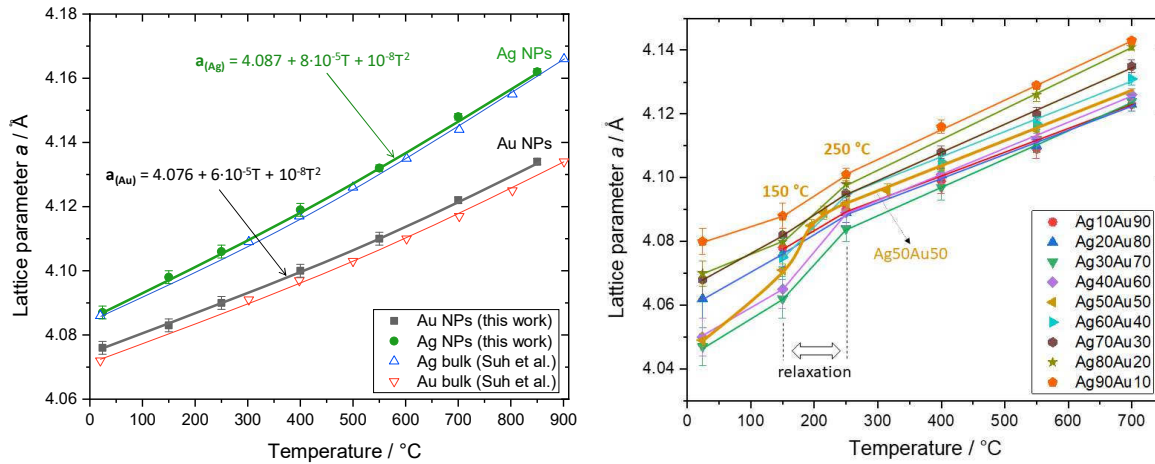 4.18
4.16
4.14
4.12
4.10
4.08
4.06
Lattice parameter a / Å
a(Ag) = 4.087 + 8·10-5T + 10-8T2
a(Au) = 4.076 + 6·10-5T + 10-8T2
Ag NPs
Au NPs
Au NPs (this work)
Ag NPs (this work)
Ag bulk (Suh et al.)
Au bulk (Suh et al.)
0 100 200 300 400 500 600 700 800 900
Temperature / °C
4.14
4.12
4.10
4.08
4.06
4.04
Lattice parameter a / Å
250 °C
150 °C
Ag50Au50
relaxation
Ag10Au90
Ag20Au80
Ag30Au70
Ag40Au60
Ag50Au50
Ag60Au40
Ag70Au30
Ag80Au20
Ag90Au10
0 100 200 300 400 500 600 700
Temperature / °C